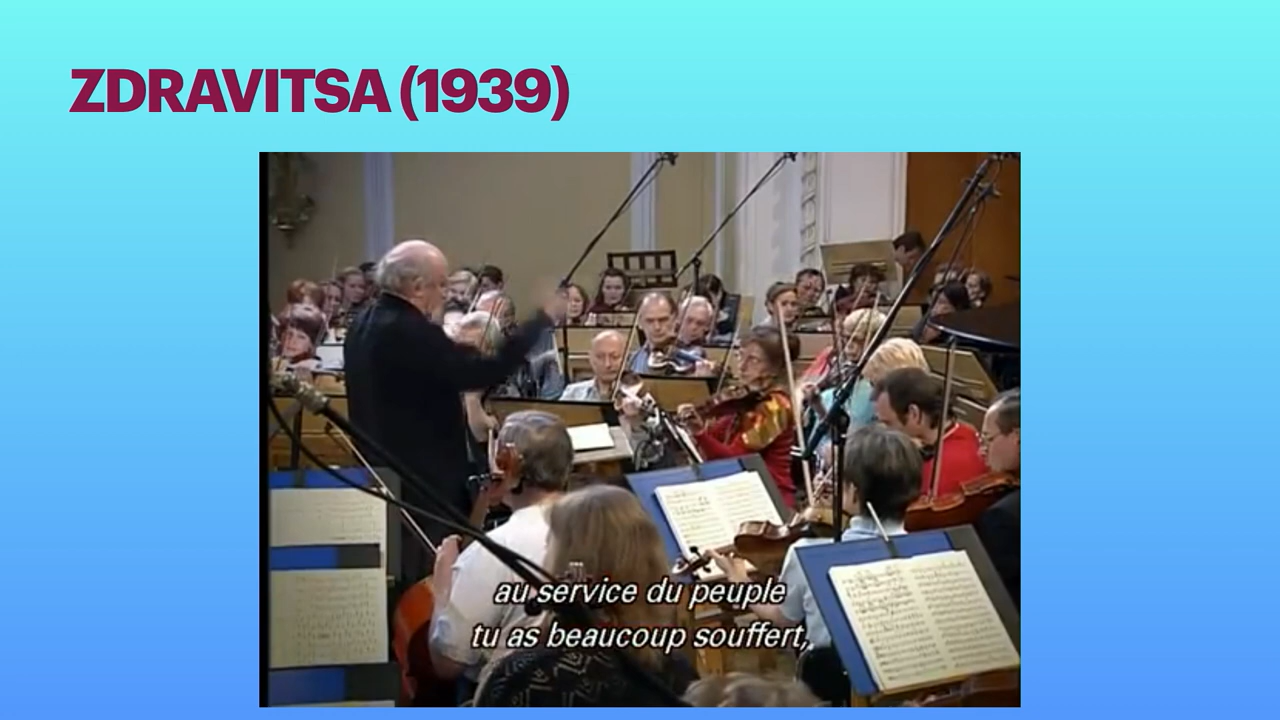 ZDRAVITSA (1939)
au service du peuple
tu as beaucoup souffert,